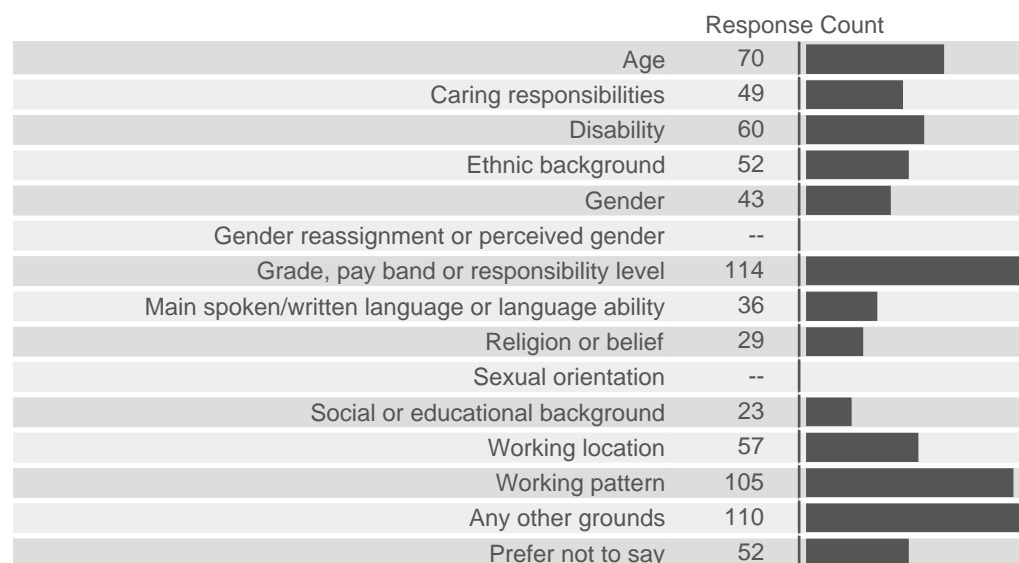 Response Count
Age 70
Caring responsibilities 49
Disability 60
Ethnic background 52
Gender 43
Gender reassignment or perceived gender --
Grade, pay band or responsibility level 114
Main spoken/written language or language ability 36
Religion or belief 29
Sexual orientation --
Social or educational background 23
Working location 57
Working pattern 105
Any other grounds 110
Prefer not to say 52